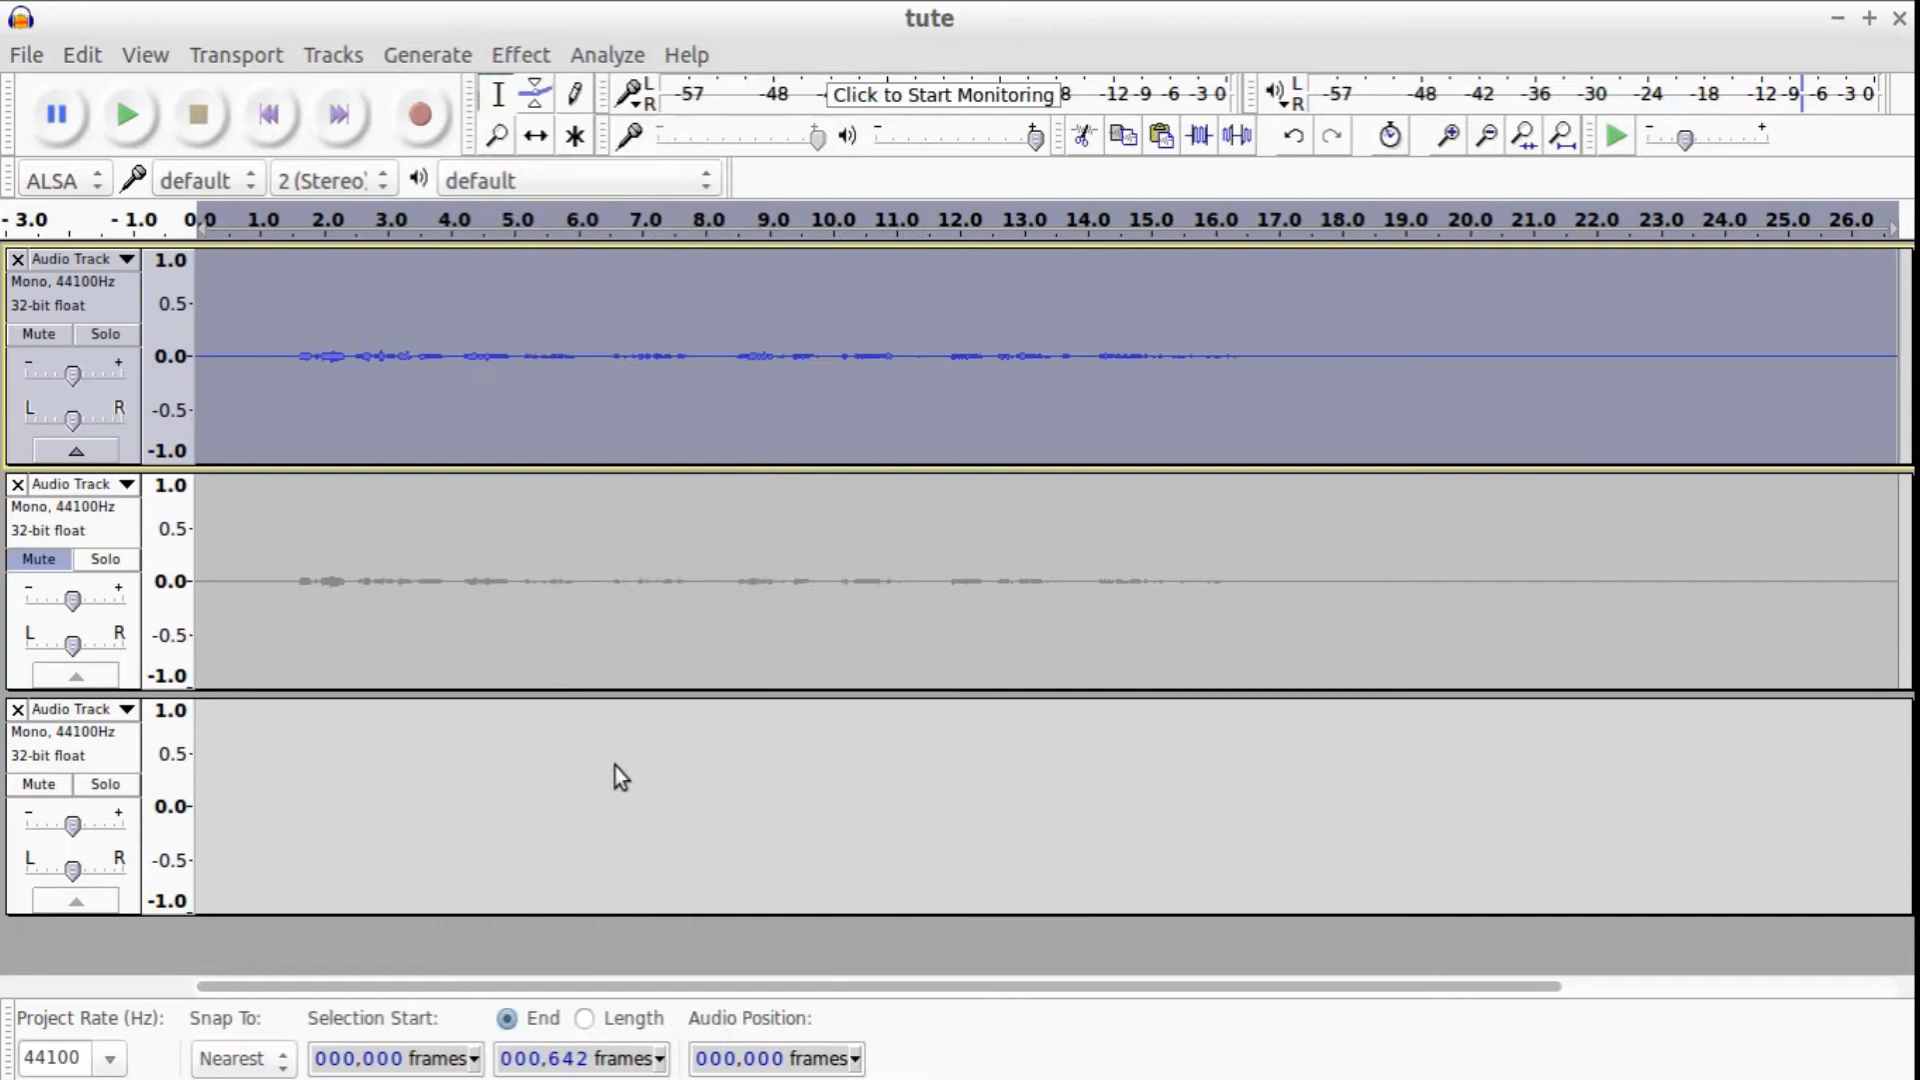 tute
File Edit View Transport Tracks Generate Effect Analyze Help
L R -57 -48 Click to Start Monitoring 8 -12 -9 -6 -3 0 L R -57 -48 -42 -36 -30 -24 -18 -12 -9 -6 -3 0
- + - + - +
ALSA default 2 (Stereo) default
- 3.0 - 1.0 0.0 1.0 2.0 3.0 4.0 5.0 6.0 7.0 8.0 9.0 10.0 11.0 12.0 13.0 14.0 15.0 16.0 17.0 18.0 19.0 20.0 21.0 22.0 23.0 24.0 25.0 26.0
X Audio Track 1.0
Mono, 44100Hz
32-bit float 0.5
Mute Solo
- + 0.0
L R -0.5
-1.0
X Audio Track 1.0
Mono, 44100Hz
32-bit float 0.5
Mute Solo
- + 0.0
L R -0.5
-1.0
X Audio Track 1.0
Mono, 44100Hz
32-bit float 0.5
Mute Solo
- + 0.0
L R -0.5
-1.0
Project Rate (Hz): Snap To: Selection Start: End Length Audio Position:
44100 Nearest 000,000 frames 000,642 frames 000,000 frames